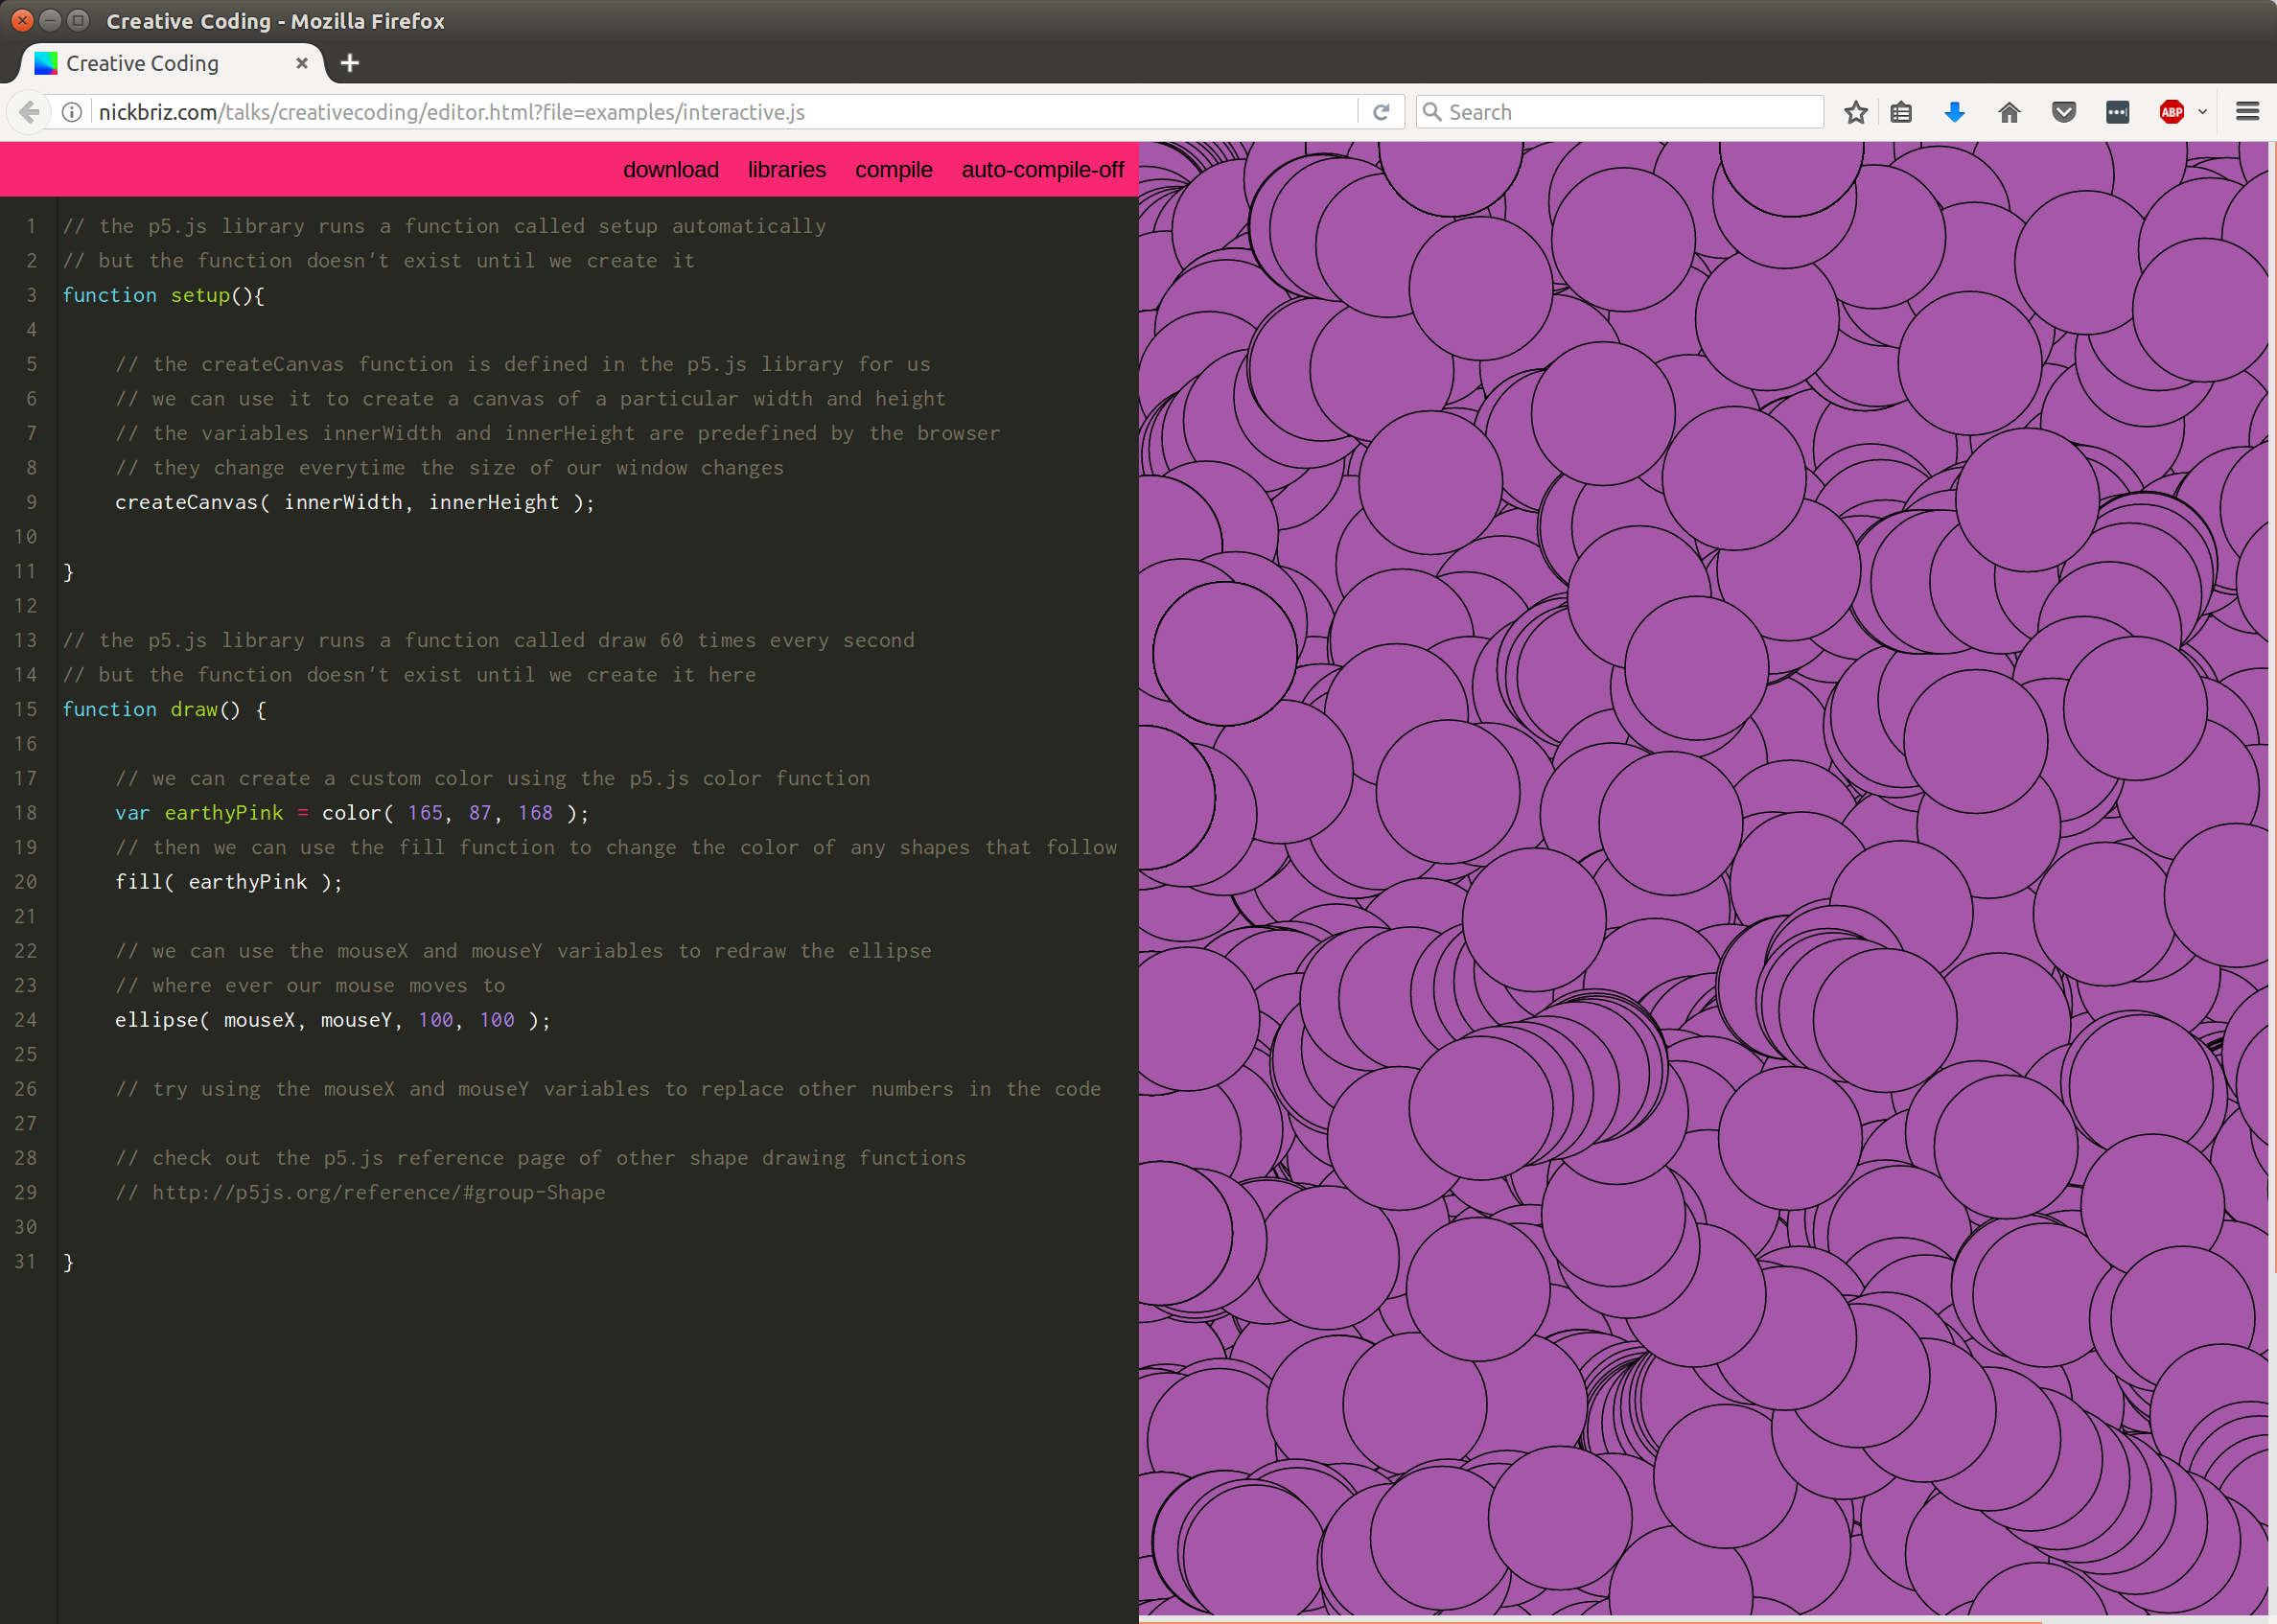 Creative Coding - Mozilla Firefox
Creative Coding
nickbriz.com/talks/creativecoding/editor.html?file=examples/interactive.js
Search
ABP
download libraries compile auto-compile-off
1 // the p5.js library runs a function called setup automatically
2 // but the function doesn't exist until we create it
3 function setup(){
4
5 // the createCanvas function is defined in the p5.js library for us
6 // we can use it to create a canvas of a particular width and height
7 // the variables innerWidth and innerHeight are predefined by the browser
8 // they change everytime the size of our window changes
9 createCanvas( innerWidth, innerHeight );
10
11 }
12
13 // the p5.js library runs a function called draw 60 times every second
14 // but the function doesn't exist until we create it here
15 function draw() {
16
17 // we can create a custom color using the p5.js color function
18 var earthyPink = color( 165, 87, 168 );
19 // then we can use the fill function to change the color of any shapes that follow
20 fill( earthyPink );
21
22 // we can use the mouseX and mouseY variables to redraw the ellipse
23 // where ever our mouse moves to
24 ellipse( mouseX, mouseY, 100, 100 );
25
26 // try using the mouseX and mouseY variables to replace other numbers in the code
27
28 // check out the p5.js reference page of other shape drawing functions
29 // http://p5js.org/reference/#group-Shape
30
31 }